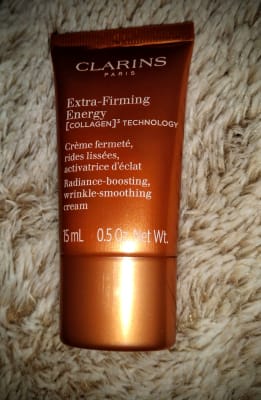 CLARINS
PARIS
Extra-Firming
Energy
[COLLAGEN]³ TECHNOLOGY
Crème fermeté,
rides lissées,
activatrice d'éclat
Radiance-boosting,
wrinkle-smoothing
cream
15 mL 0.5 Oz. Net Wt.